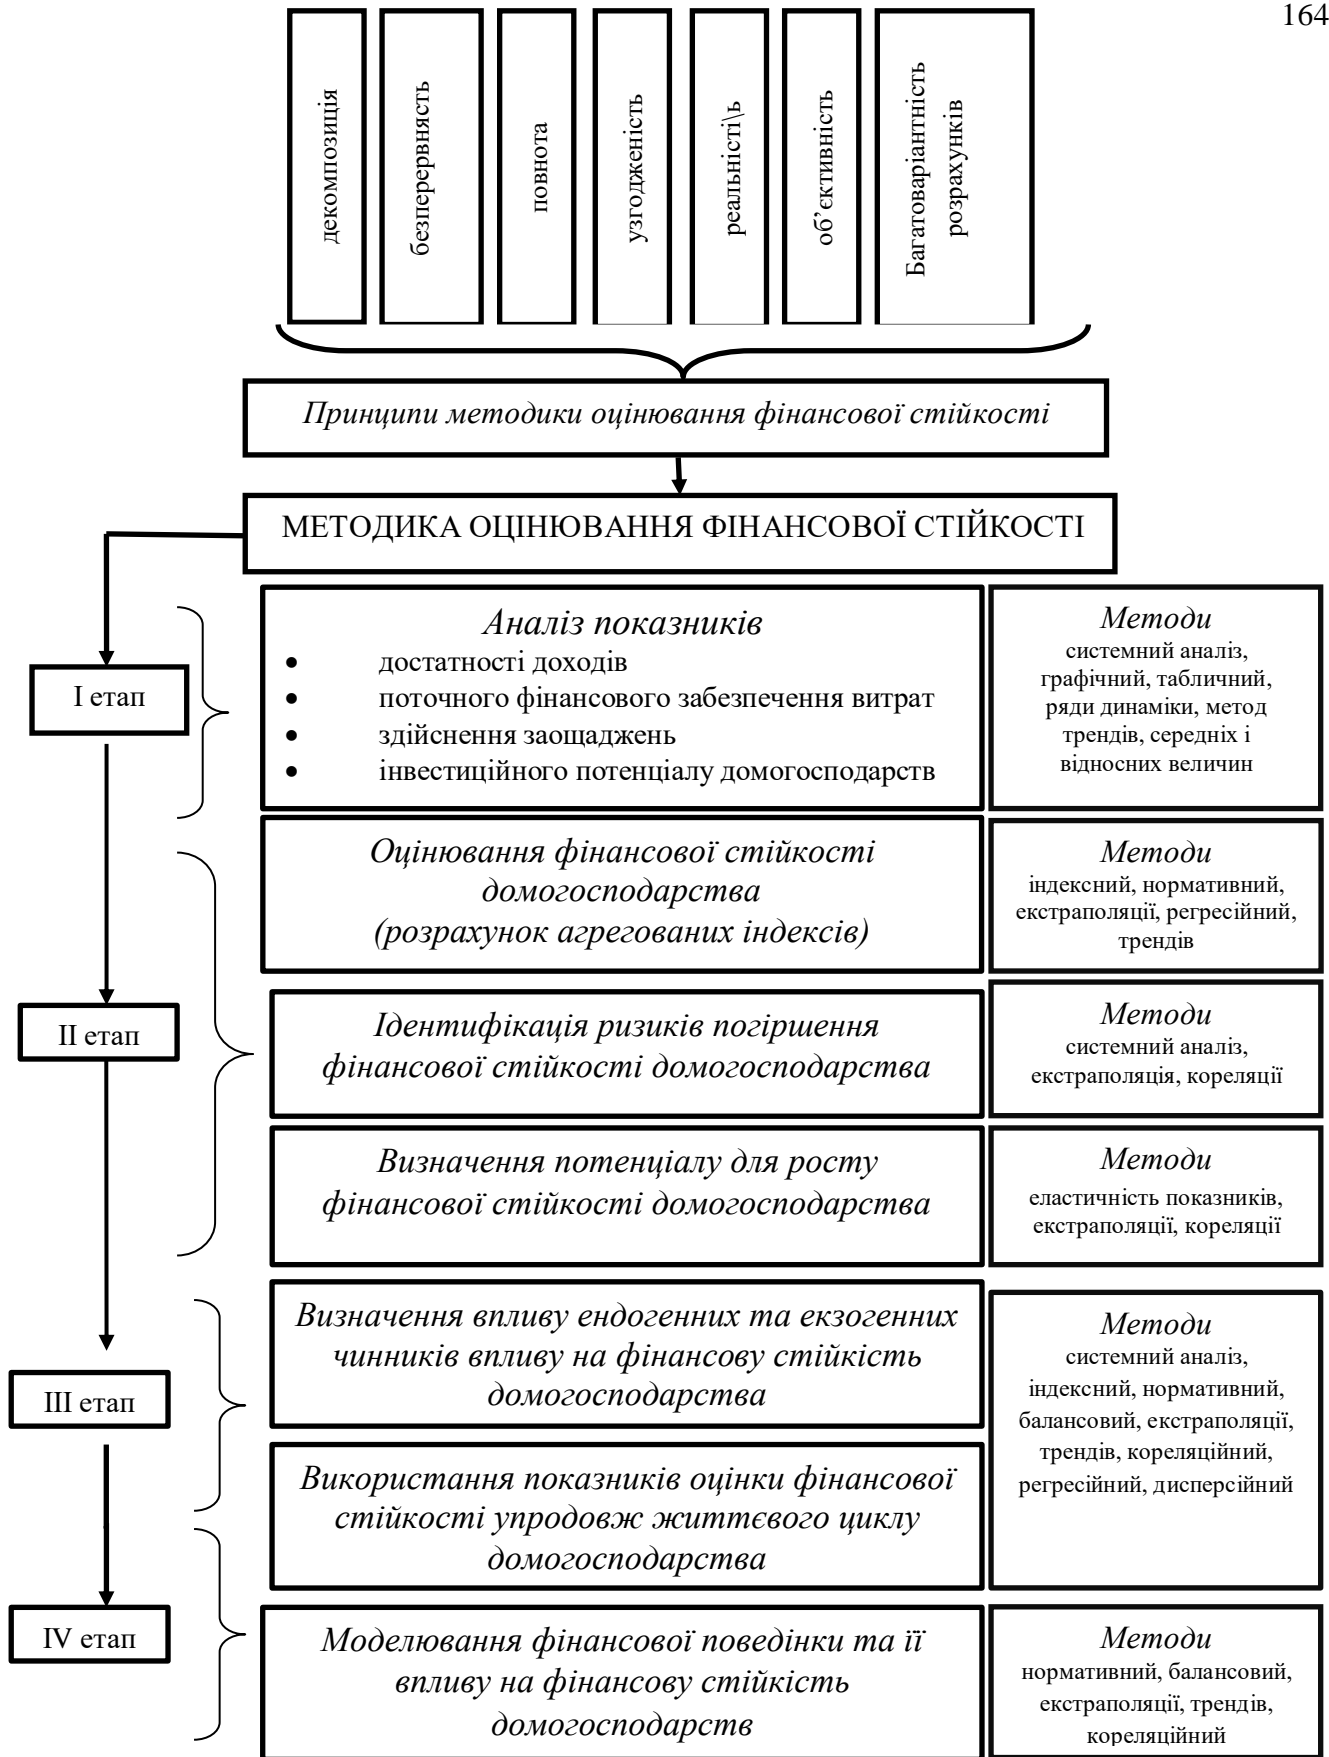 164
декомпозиція
безперервнясть
повнота
узгодженість
реальністі\ь
об’єктивність
Багатоваріантність
розрахунків
Принципи методики оцінювання фінансової стійкості
МЕТОДИКА ОЦІНЮВАННЯ ФІНАНСОВОЇ СТІЙКОСТІ
І етап
Аналіз показників
• достатності доходів
• поточного фінансового забезпечення витрат
• здійснення заощаджень
• інвестиційного потенціалу домогосподарств
Методи
системний аналіз,
графічний, табличний,
ряди динаміки, метод
трендів, середніх і
відносних величин
Оцінювання фінансової стійкості
домогосподарства
(розрахунок агрегованих індексів)
Методи
індексний, нормативний,
екстраполяції, регресійний,
трендів
ІІ етап
Ідентифікація ризиків погіршення
фінансової стійкості домогосподарства
Методи
системний аналіз,
екстраполяція, кореляції
Визначення потенціалу для росту
фінансової стійкості домогосподарства
Методи
еластичність показників,
екстраполяції, кореляції
ІІІ етап
Визначення впливу ендогенних та екзогенних
чинників впливу на фінансову стійкість
домогосподарства
Методи
системний аналіз,
індексний, нормативний,
балансовий, екстраполяції,
трендів, кореляційний,
регресійний, дисперсійний
Використання показників оцінки фінансової
стійкості упродовж життєвого циклу
домогосподарства
IV етап
Моделювання фінансової поведінки та її
впливу на фінансову стійкість
домогосподарств
Методи
нормативний, балансовий,
екстраполяції, трендів,
кореляційний